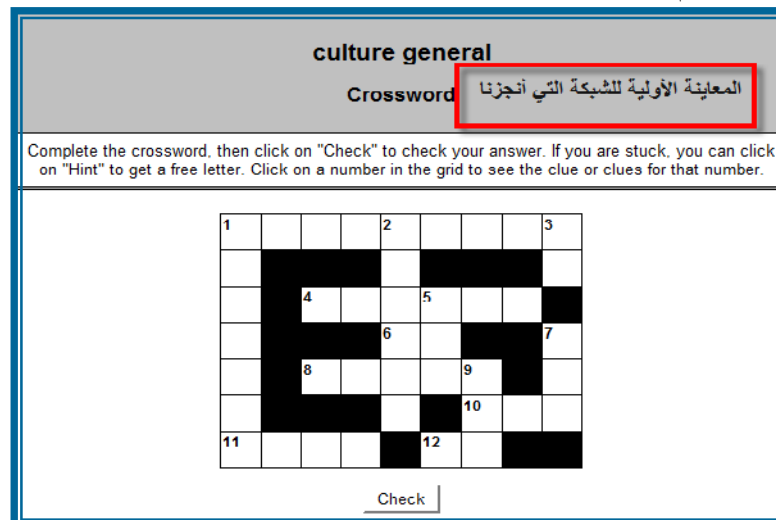 culture general
Crossword المعاينة الأولية للشبكة التي أنجزنا
Complete the crossword, then click on "Check" to check your answer. If you are stuck, you can click
on "Hint" to get a free letter. Click on a number in the grid to see the clue or clues for that number.
1 2 3
4 5
6 7
8 9
10
11 12
Check